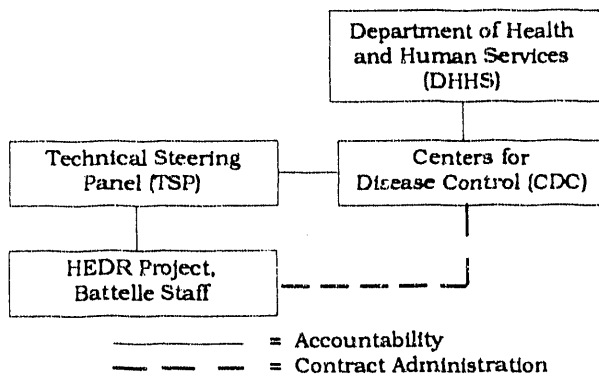 Department of Health
and Human Services
(DHHS)
Technical Steering
Panel (TSP)
Centers for
Disease Control (CDC)
HEDR Project,
Battelle Staff
= Accountability
= Contract Administration